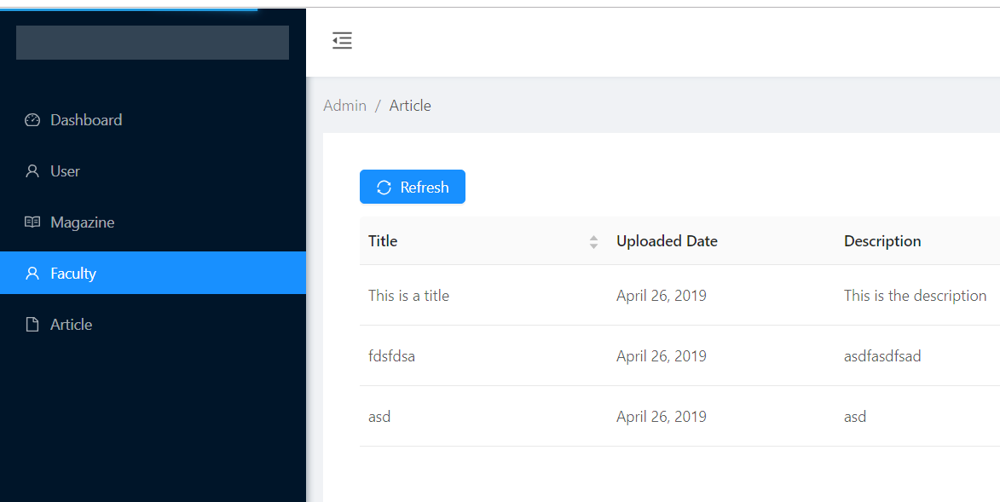 Dashboard
User
Magazine
Faculty
Article
Admin / Article
Refresh
Title Uploaded Date Description
This is a title April 26, 2019 This is the description
fdsfdsa April 26, 2019 asdfasdfsad
asd April 26, 2019 asd